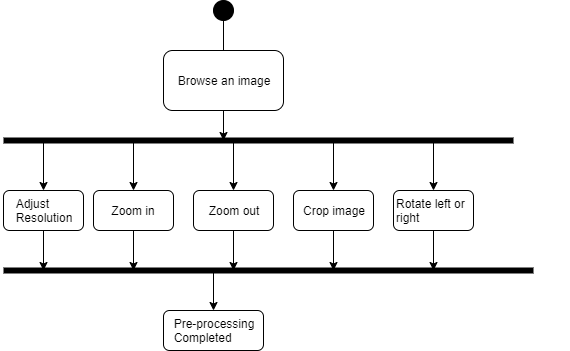 Browse an image
Adjust
Resolution
Zoom in
Zoom out
Crop image
Rotate left or
right
Pre-processing
Completed